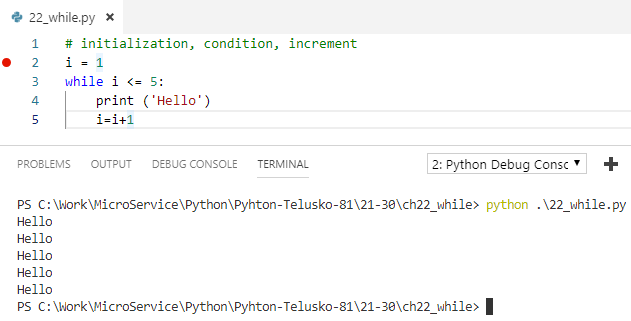 22_while.py ×
1 # initialization, condition, increment
2 i = 1
3 while i <= 5:
4     print ('Hello')
5     i=i+1
PROBLEMS OUTPUT DEBUG CONSOLE TERMINAL 2: Python Debug Consc
PS C:\Work\MicroService\Python\Pyhton-Telusko-81\21-30\ch22_while> python .\22_while.py
Hello
Hello
Hello
Hello
Hello
PS C:\Work\MicroService\Python\Pyhton-Telusko-81\21-30\ch22_while>